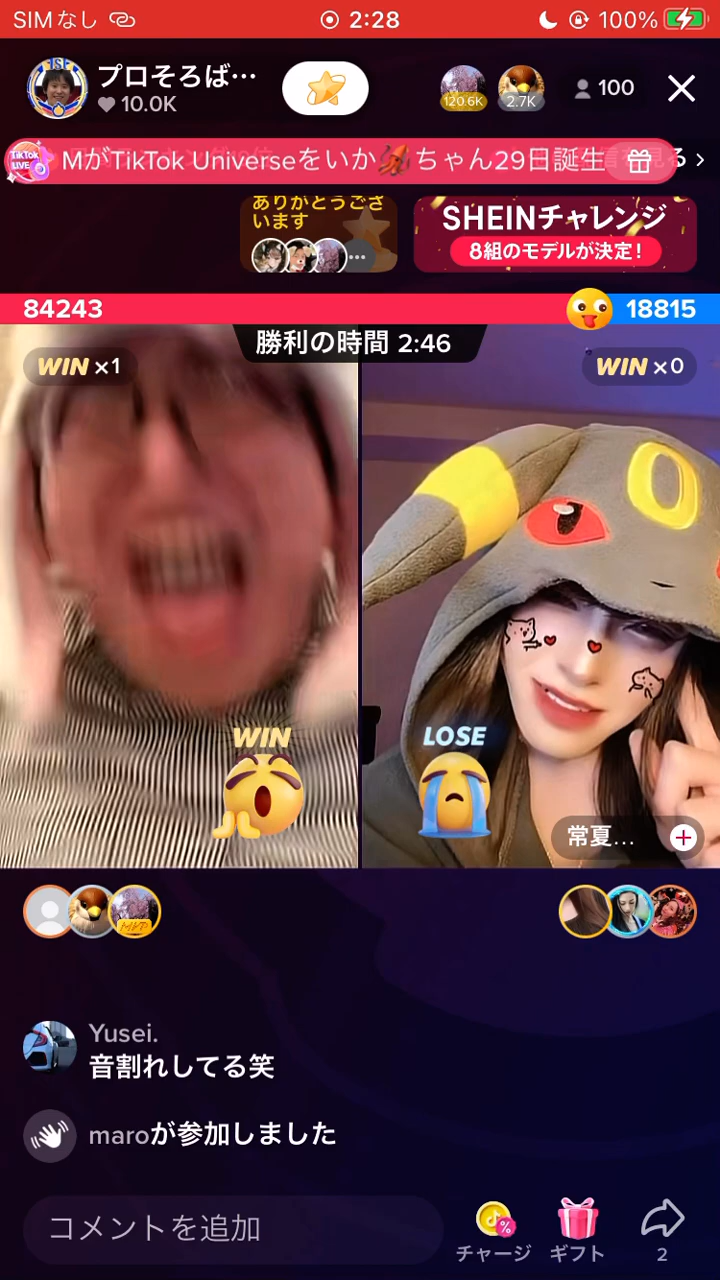 SIMなし
2:28
100%
プロそろば…
10.0K
120.6K
2.7K
100
TikTok
LIVE
MがTikTok Universeをいか🦑ちゃん29日誕生
ありがとうござ
います
SHEINチャレンジ
8組のモデルが決定!
84243
18815
勝利の時間 2:46
WIN ×1
WIN ×0
WIN
LOSE
常夏…
MVP
Yusei.
音割れしてる笑
maroが参加しました
コメントを追加
チャージ
ギフト
2